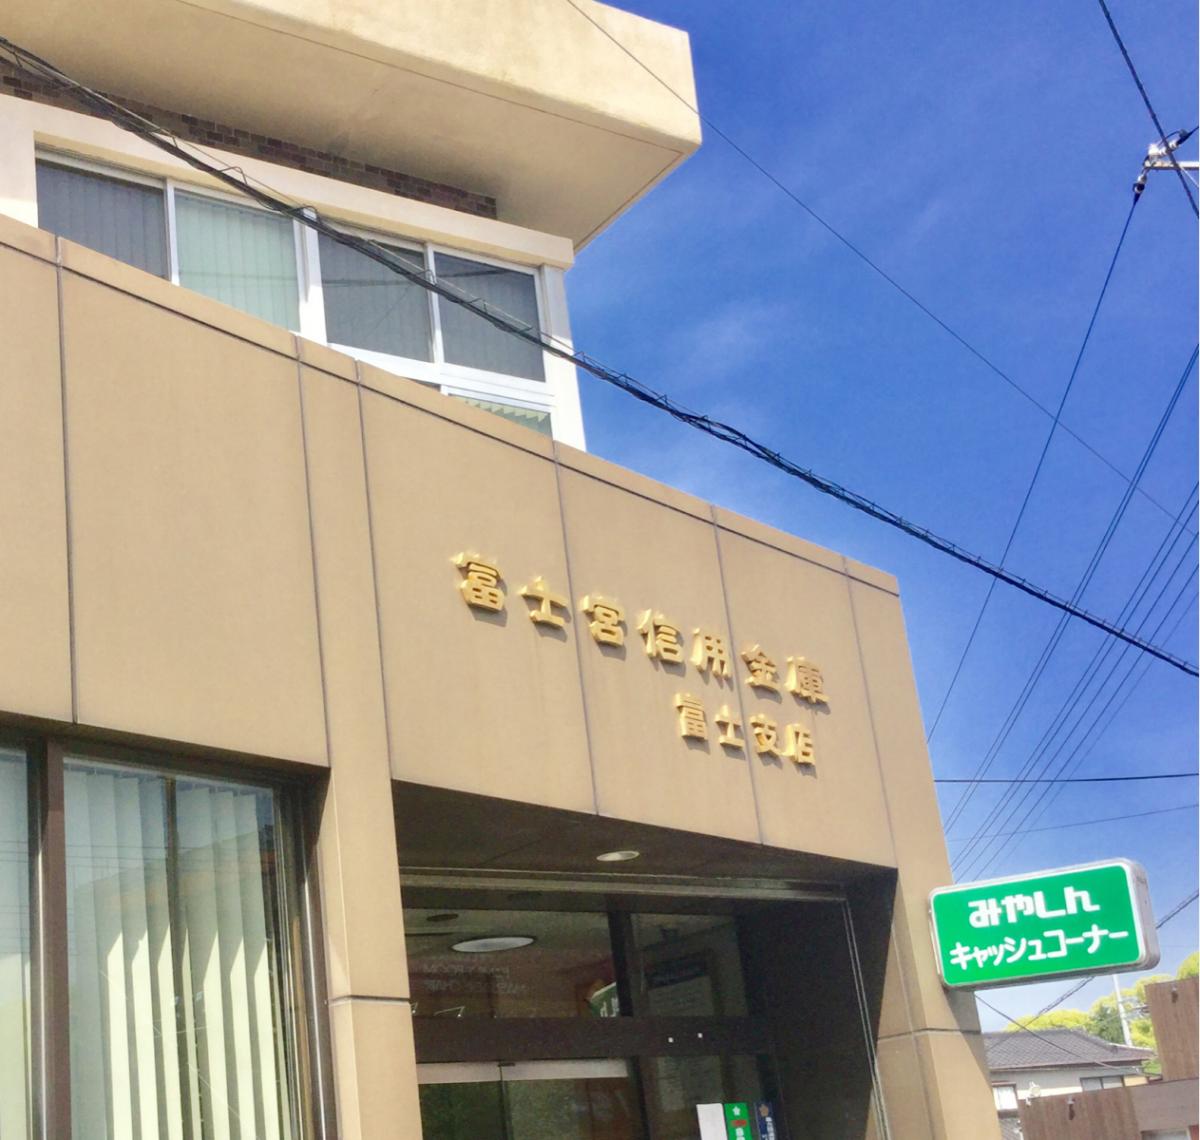 富士宮信用金庫
富士支店
みやしん
キャッシュコーナー